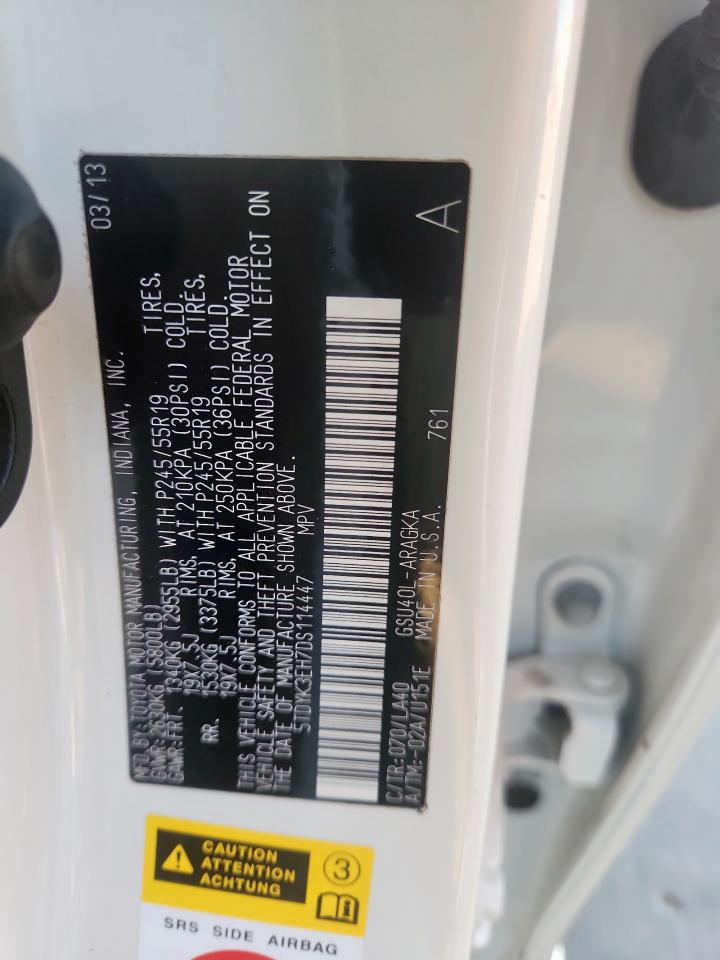 MFD BY:TOYOTA MOTOR MANUFACTURING, INDIANA, INC. 03/13
GVWR:2630KG (5800LB)
GAWR:FRT. 1340KG (2955LB) WITH P245/55R19 TIRES,
19X7.5J RIMS. AT 210KPA (30PSI) COLD.
RR. 1530KG (3375LB) WITH P245/55R19 TIRES,
19X7.5J RIMS. AT 250KPA (36PSI) COLD.
THIS VEHICLE CONFORMS TO ALL APPLICABLE FEDERAL MOTOR
VEHICLE SAFETY AND THEFT PREVENTION STANDARDS IN EFFECT ON
THE DATE OF MANUFACTURE SHOWN ABOVE.
5TDYK3EH7DS114447 MPV
C/TR:070/LA40 GSU40L-ARAGKA
A/TM:-02A/U151E MADE IN U.S.A. 761 A
CAUTION
ATTENTION
ACHTUNG
3
SRS SIDE AIRBAG